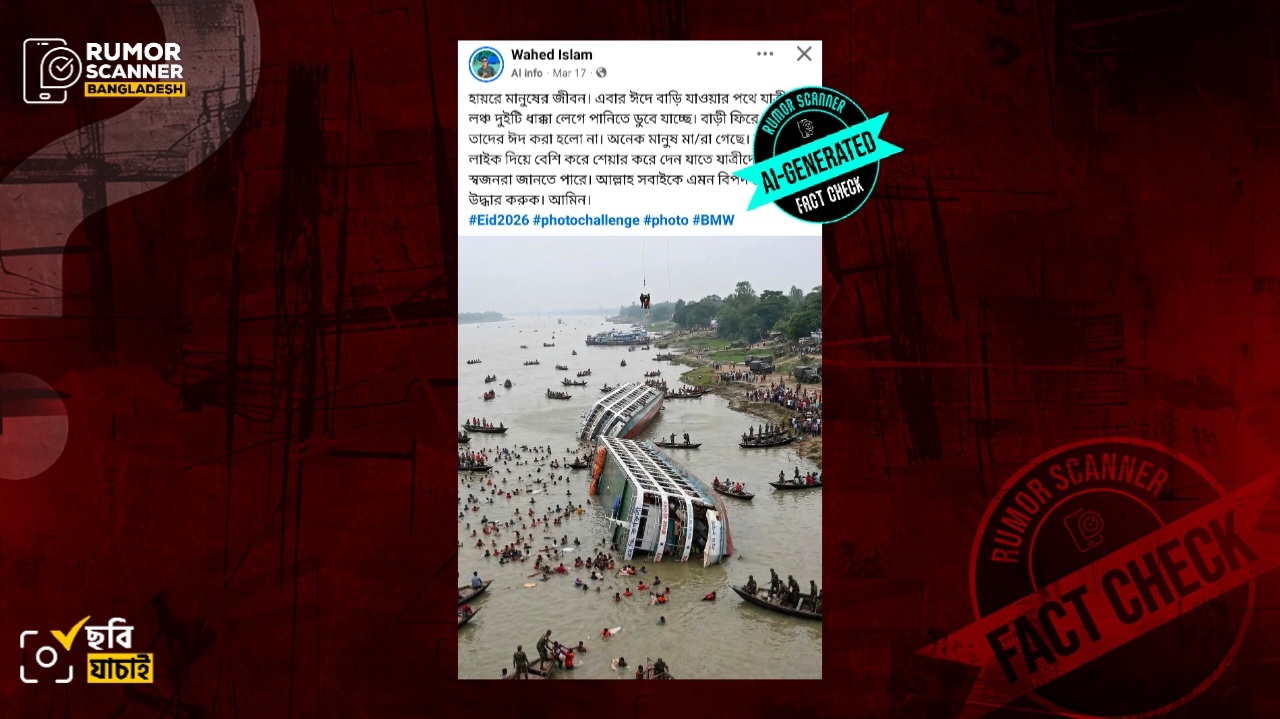 RUMOR
SCANNER
BANGLADESH
Wahed Islam
AI info · Mar 17 ·
হায়রে মানুষের জীবন। এবার ঈদে বাড়ি যাওয়ার পথে
লঞ্চ দুইটি ধাক্কা লেগে পানিতে ডুবে যাচ্ছে। বাড়ী ফিরে
তাদের ঈদ করা হলো না। অনেক মানুষ মা/রা গেছে।
লাইক দিয়ে বেশি করে শেয়ার করে দেন যাতে
স্বজনরা জানতে পারে। আল্লাহ সবাইকে এমন
উদ্ধার করুক। আমিন।
#Eid2026 #photochallenge #photo #BMW
RUMOR SCANNER
AI-GENERATED
FACT CHECK
ছবি
যাচাই
RUMOR SCANNER
FACT CHECK